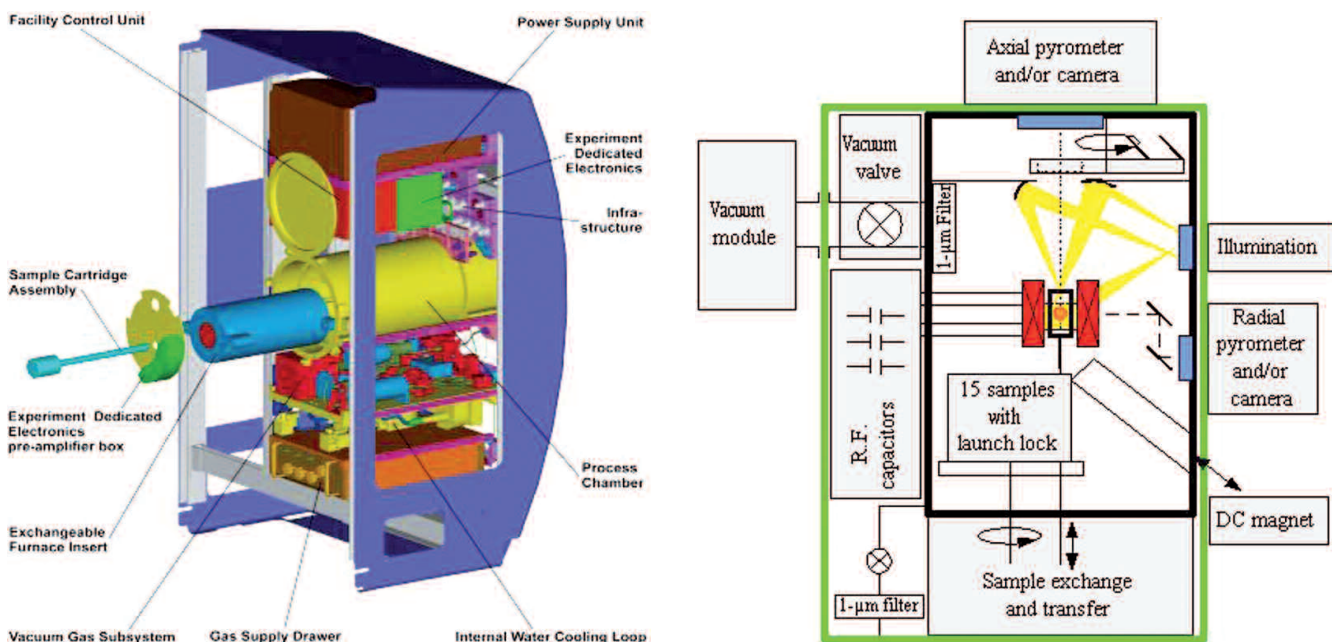 Facility Control Unit
Power Supply Unit
Experiment
Dedicated
Electronics
Infra-
structure
Sample Cartridge
Assembly
Experiment Dedicated
Electronics
pre-amplifier box
Process
Chamber
Exchangeable
Furnace Insert
Vacuum Gas Subsystem
Gas Supply Drawer
Internal Water Cooling Loop
Axial pyrometer
and/or camera
Vacuum
valve
1-µm Filter
Vacuum
module
Illumination
Radial
pyrometer
and/or
camera
R.F.
capacitors
15 samples
with
launch lock
DC magnet
1-µm filter
Sample exchange
and transfer